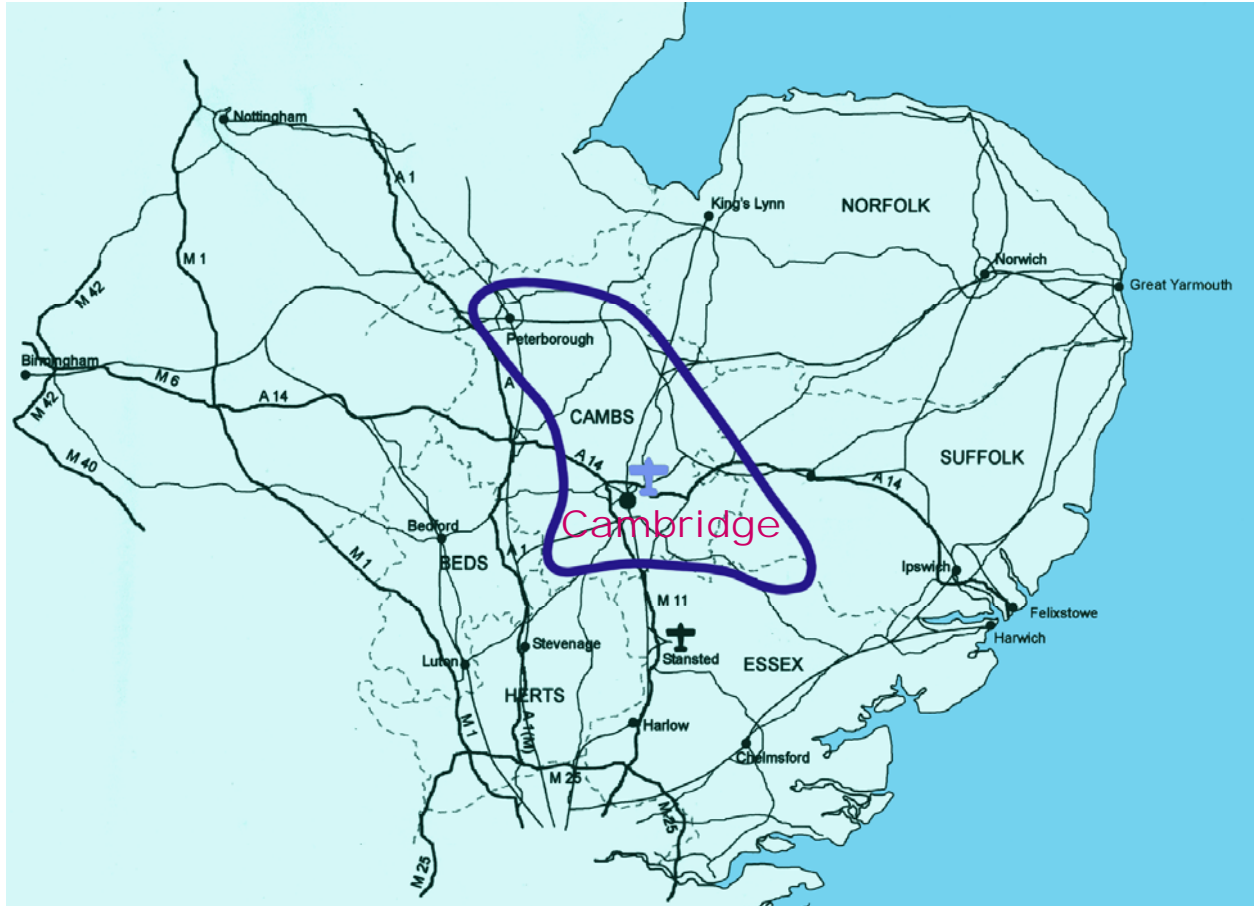 Nottingham
A 1
King's Lynn
NORFOLK
M 1
Norwich
M 42
Great Yarmouth
Peterborough
Birmingham
M 6
A
A 14
M 42
CAMBS
M 40
A 14
SUFFOLK
A 14
Cambridge
Bedford
BEDS
A 1
M 1
Ipswich
M 11
Felixstowe
Harwich
Stevenage
Luton
Stansted
ESSEX
HERTS
M 1
A 1(M)
Harlow
Chelmsford
M 25
M 25
M 25